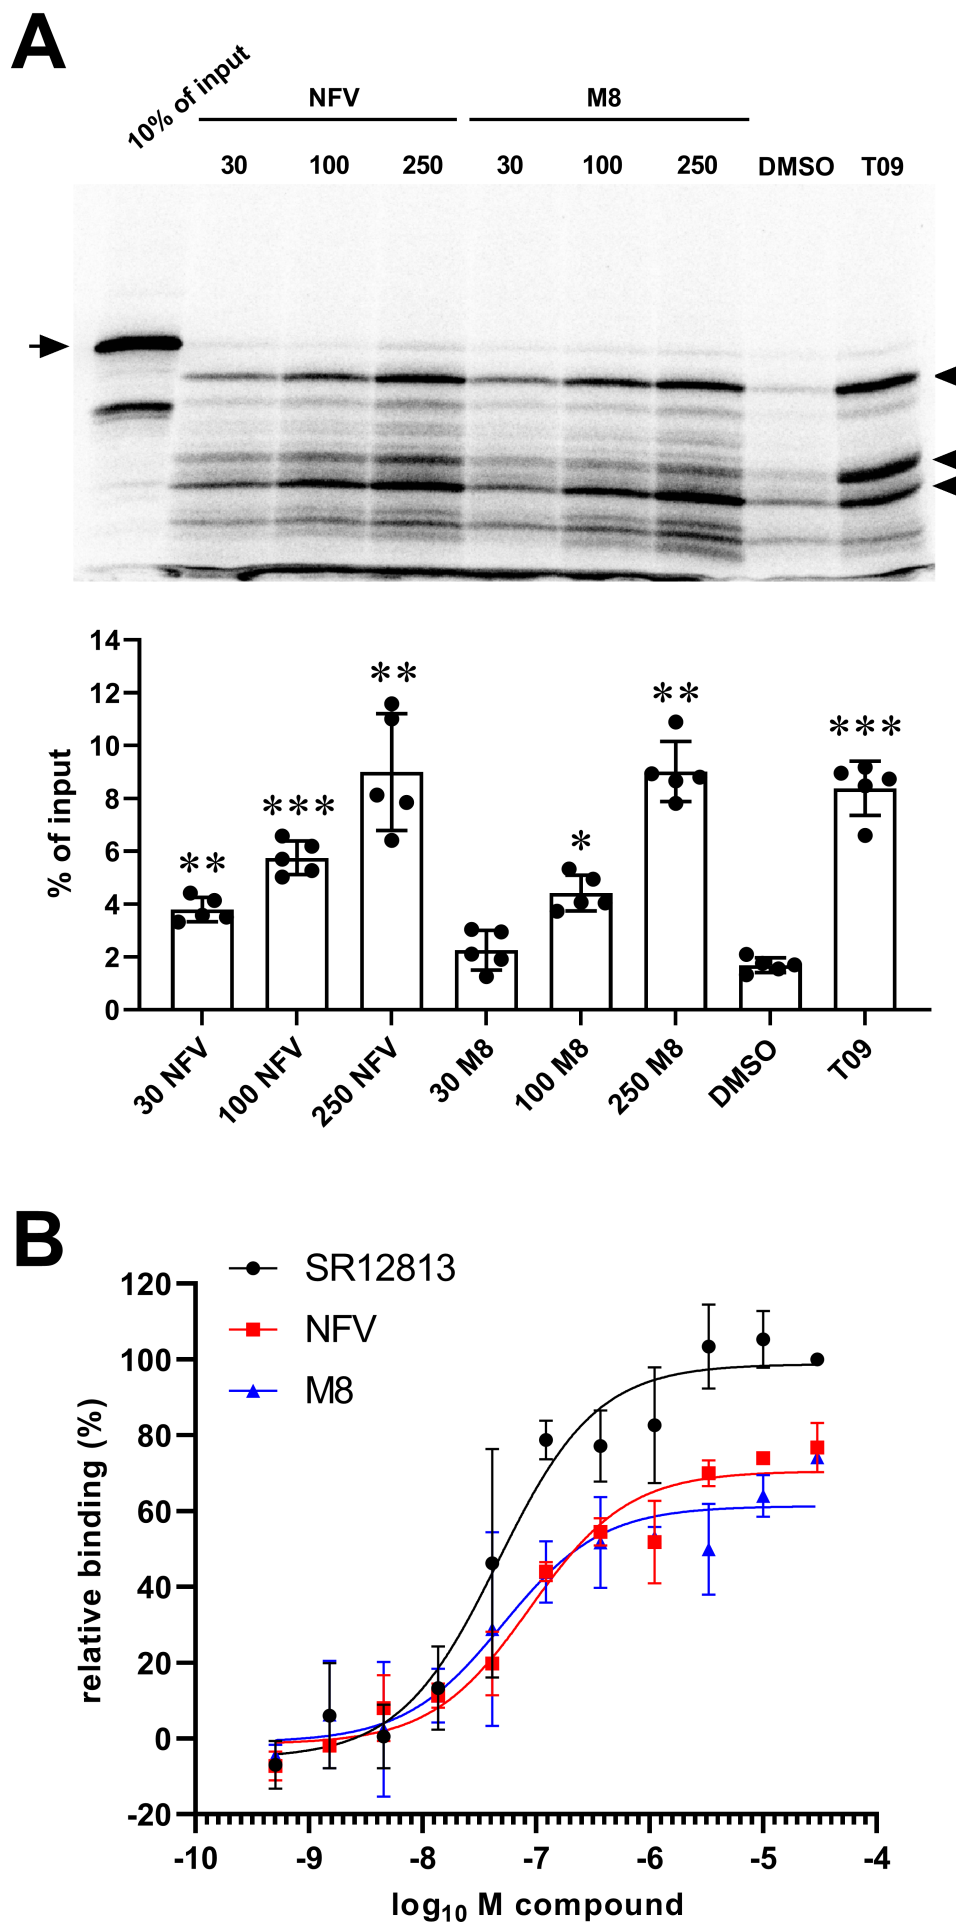 A
10% of input
NFV M8
30 100 250 30 100 250 DMSO T09
14
12
10
8
6
4
2
0
% of input
** *** ** * ** ***
30 NFV 100 NFV 250 NFV 30 M8 100 M8 250 M8 DMSO T09
B
SR12813
NFV
M8
120
100
80
60
40
20
0
-20
relative binding (%)
-10 -9 -8 -7 -6 -5 -4
log10 M compound